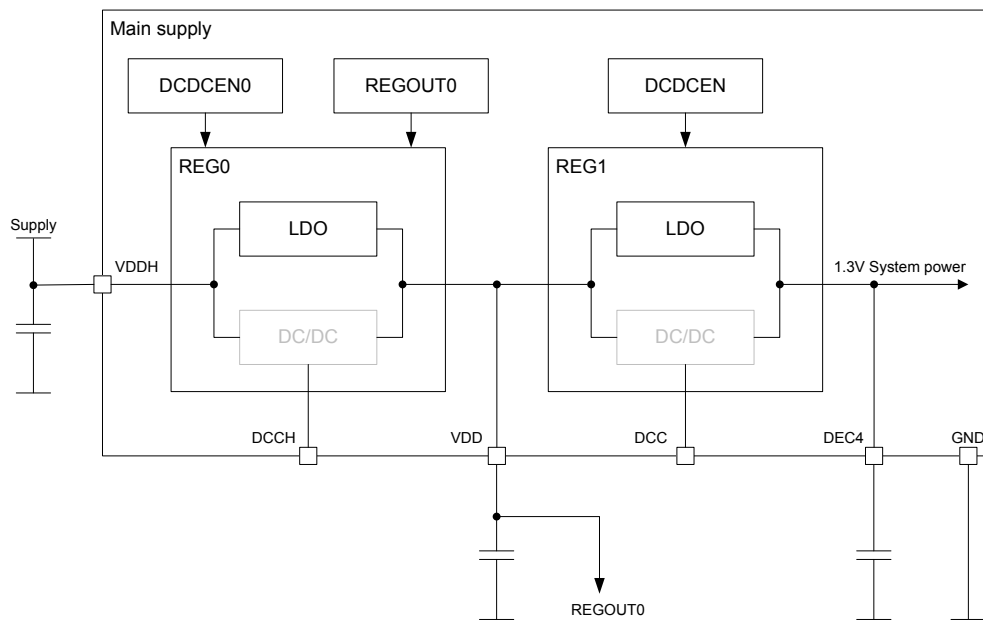 Main supply
DCDCEN0
REGOUT0
DCDCEN
REG0
REG1
LDO
LDO
Supply
VDDH
1.3V System power
DC/DC
DC/DC
DCCH
VDD
DCC
DEC4
GND
REGOUT0